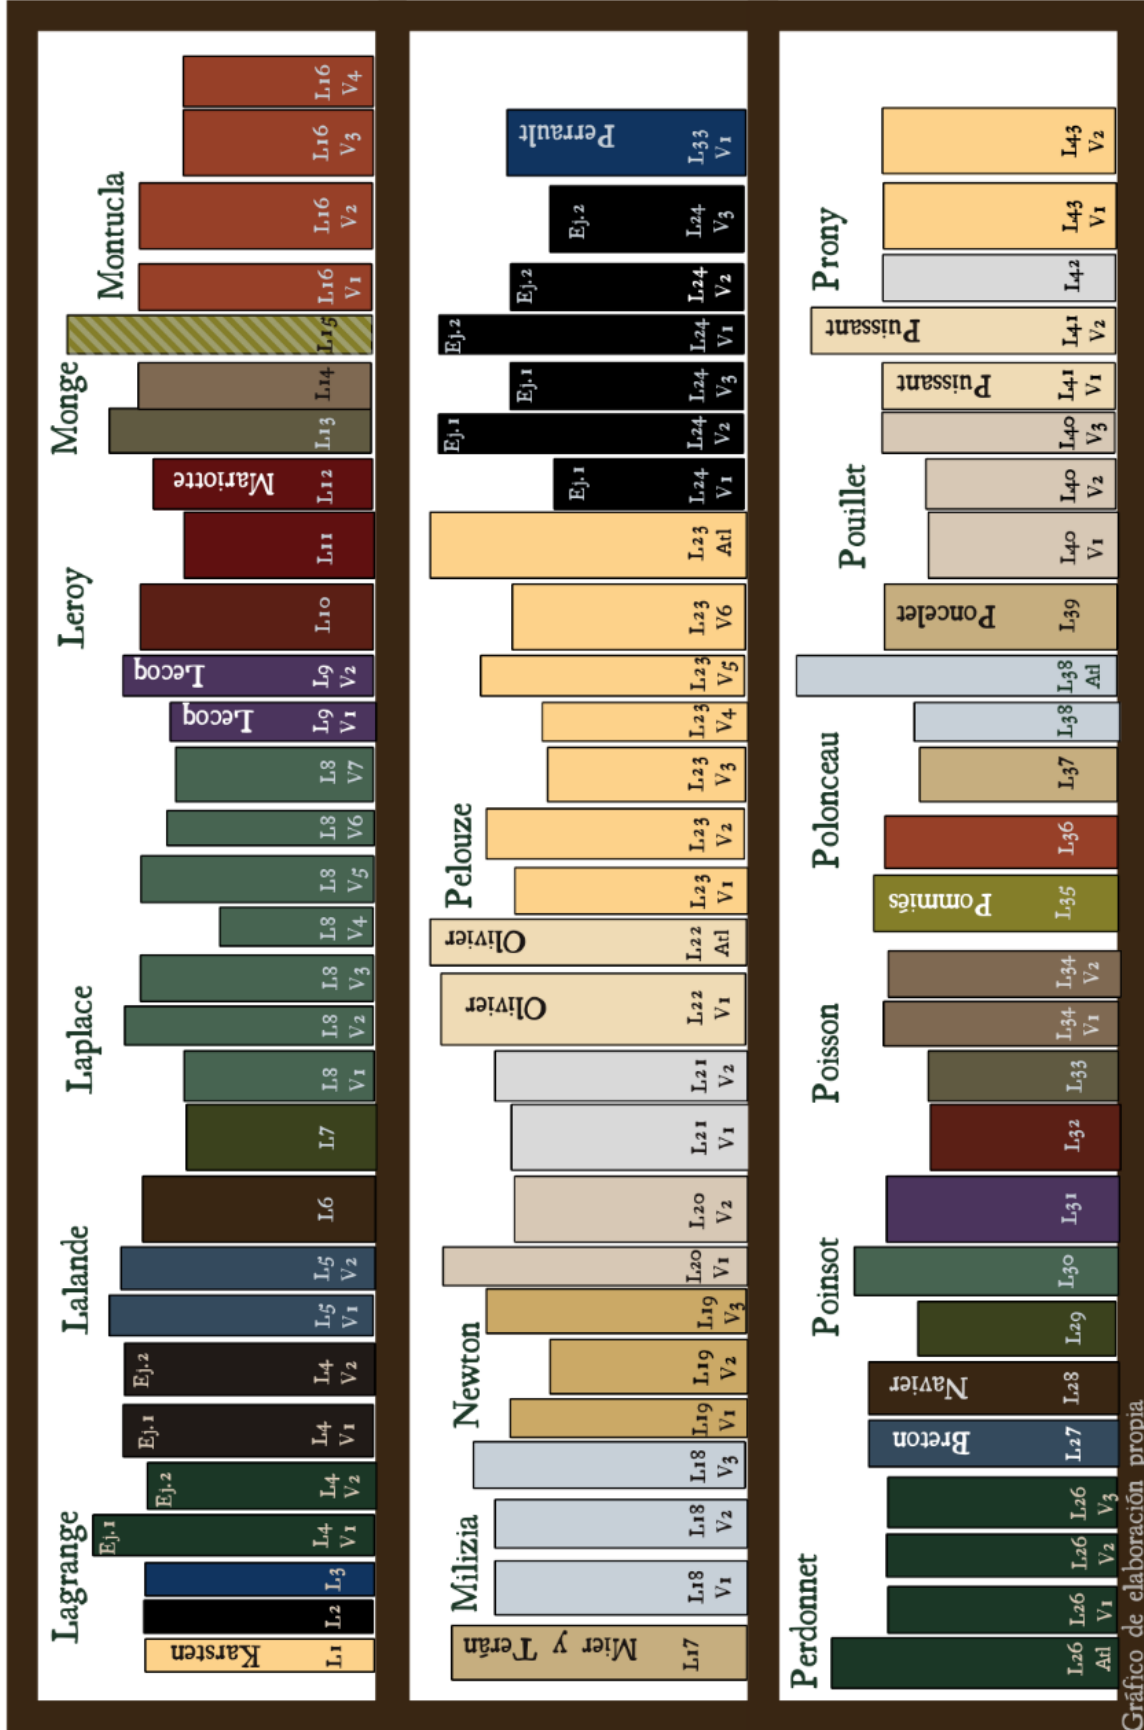 Lagrange
Lalande
Laplace
Leroy
Monge
Montucla
Karsten
L1
L2
L3
Ej.1
L4
V1
Ej.2
L4
V2
Ej.1
L4
V1
Ej.2
L4
V2
L5
V1
L5
V2
L6
L7
L8
V1
L8
V2
L8
V3
L8
V4
L8
V5
L8
V6
L8
V7
Lecoq
L9
V1
Lecoq
L9
V2
L10
L11
Mariotte
L12
L13
L14
L15
L16
V1
L16
V2
L16
V3
L16
V4
Milizia
Newton
Pelouze
Mier y Terán
L17
L18
V1
L18
V2
L18
V3
L19
V1
L19
V2
L19
V3
L20
V1
L20
V2
L21
V1
L21
V2
Olivier
L22
V1
Olivier
L22
Atl
L23
V1
L23
V2
L23
V3
L23
V4
L23
V5
L23
V6
L23
Atl
Ej.1
L24
V1
Ej.1
L24
V2
Ej.1
L24
V3
Ej.2
L24
V1
Ej.2
L24
V2
Ej.2
L24
V3
Perrault
L33
V1
Perdonnet
Poinsot
Poisson
Polonceau
Pouillet
Prony
L26
Atl
L26
V1
L26
V2
L26
V3
Breton
L27
Navier
L28
L29
L30
L31
L32
L33
L34
V1
L34
V2
Pommiés
L35
L36
L37
L38
L38
Atl
Poncelet
L39
L40
V1
L40
V2
L40
V3
Puissant
L41
V1
Puissant
L41
V2
L42
L43
V1
L43
V2
Gráfico de elaboración propia